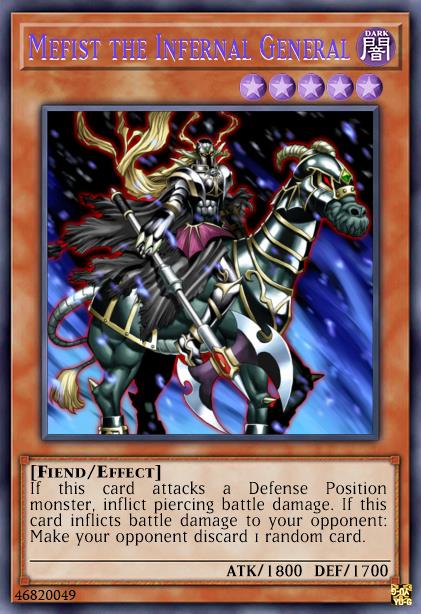 MEFIST THE INFERNAL GENERAL
DARK
闇
[FIEND/EFFECT]
If this card attacks a Defense Position
monster, inflict piercing battle damage. If this
card inflicts battle damage to your opponent:
Make your opponent discard 1 random card.
ATK/1800 DEF/1700
46820049